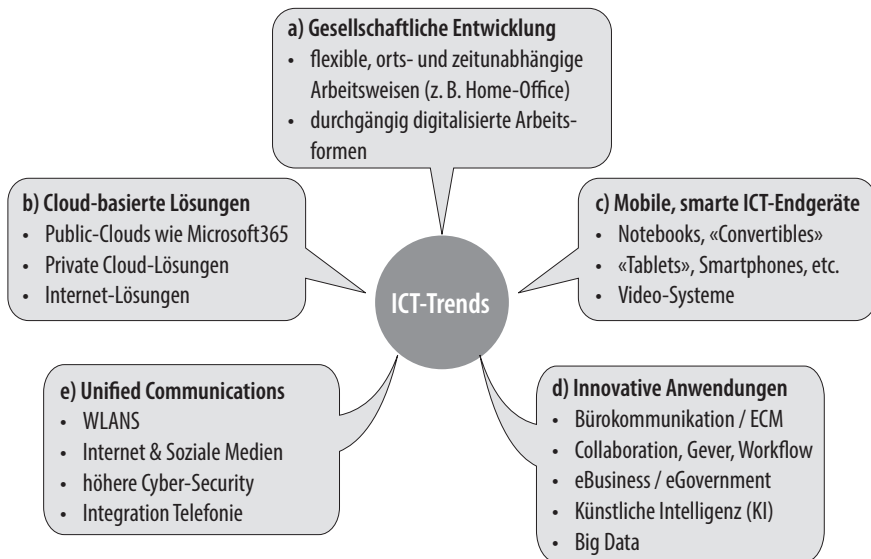 a) Gesellschaftliche Entwicklung
• flexible, orts- und zeitunabhängige
Arbeitsweisen (z. B. Home-Office)
• durchgängig digitalisierte Arbeits-
formen
b) Cloud-basierte Lösungen
• Public-Clouds wie Microsoft365
• Private Cloud-Lösungen
• Internet-Lösungen
c) Mobile, smarte ICT-Endgeräte
• Notebooks, «Convertibles»
• «Tablets», Smartphones, etc.
• Video-Systeme
ICT-Trends
e) Unified Communications
• WLANS
• Internet & Soziale Medien
• höhere Cyber-Security
• Integration Telefonie
d) Innovative Anwendungen
• Bürokommunikation / ECM
• Collaboration, Gever, Workflow
• eBusiness / eGovernment
• Künstliche Intelligenz (KI)
• Big Data